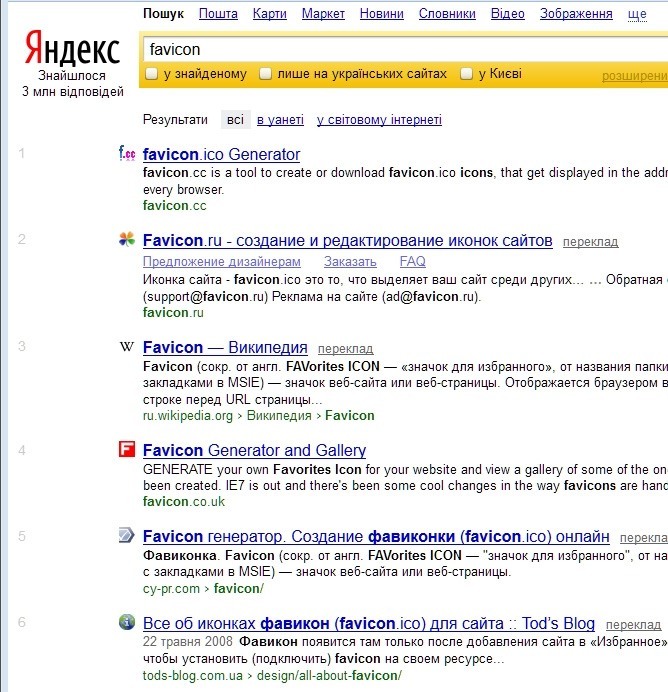 Пошук Пошта Карти Маркет Новини Словники Відео Зображення ще
Яндекс
Знайшлося
3 млн відповідей
favicon
у знайденому лише на українських сайтах у Києві розширени
Результати всі в уанеті у світовому інтернеті
1 favicon.ico Generator
favicon.cc is a tool to create or download favicon.ico icons, that get displayed in the addr
every browser.
favicon.cc
2 Favicon.ru - создание и редактирование иконок сайтов переклад
Предложение дизайнерам Заказать FAQ
Иконка сайта - favicon.ico это то, что выделяет ваш сайт среди других... ... Обратная
(support@favicon.ru) Реклама на сайте (ad@favicon.ru).
favicon.ru
3 W Favicon — Википедия переклад
Favicon (сокр. от англ. FAVorites ICON — «значок для избранного», от названия папки
закладками в MSIE) — значок веб-сайта или веб-страницы. Отображается браузером в
строке перед URL страницы...
ru.wikipedia.org › Википедия › Favicon
4 F Favicon Generator and Gallery
GENERATE your own Favorites Icon for your website and view a gallery of some of the on
been created. IE7 is out and there's been some cool changes in the way favicons are hand
favicon.co.uk
5 Favicon генератор. Создание фавиконки (favicon.ico) онлайн перекла
Фавиконка. Favicon (сокр. от англ. FAVorites ICON — "значок для избранного", от на
с закладками в MSIE) — значок веб-сайта или веб-страницы.
cy-pr.com › favicon/
6 Все об иконках фавикон (favicon.ico) для сайта :: Tod's Blog переклад
22 травня 2008 Фавикон появится там только после добавления сайта в «Избранное»
чтобы установить (подключить) favicon на своем ресурсе...
tods-blog.com.ua › design/all-about-favicon/